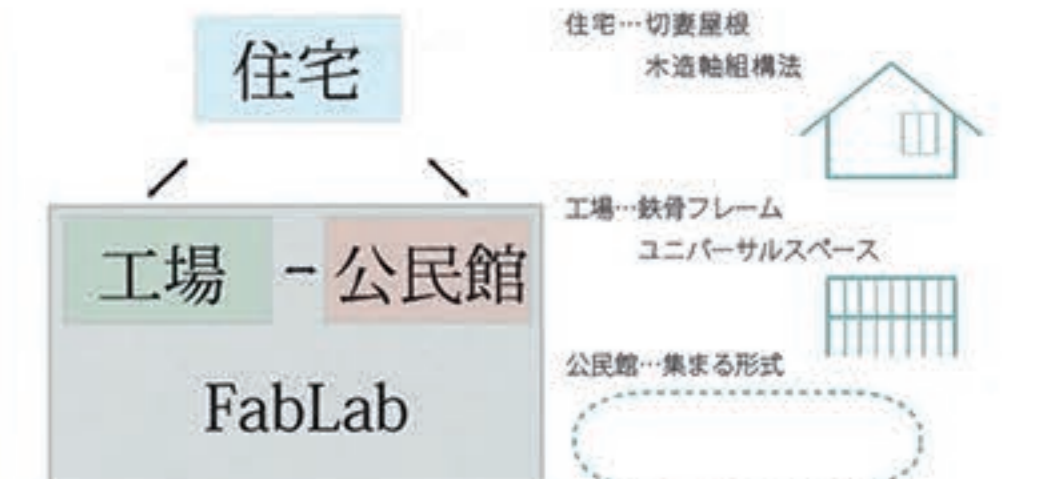 住宅
工場 - 公民館
FabLab
住宅…切妻屋根
木造軸組構法
工場…鉄骨フレーム
ユニバーサルスペース
公民館…集まる形式